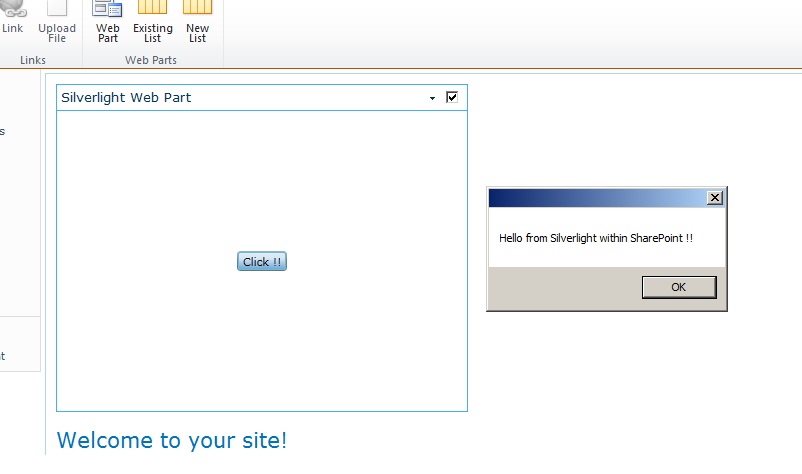 Link
Upload
File
Web
Part
Existing
List
New
List
Links
Web Parts
Silverlight Web Part
s
Hello from Silverlight within SharePoint !!
Click !!
OK
t
Welcome to your site!